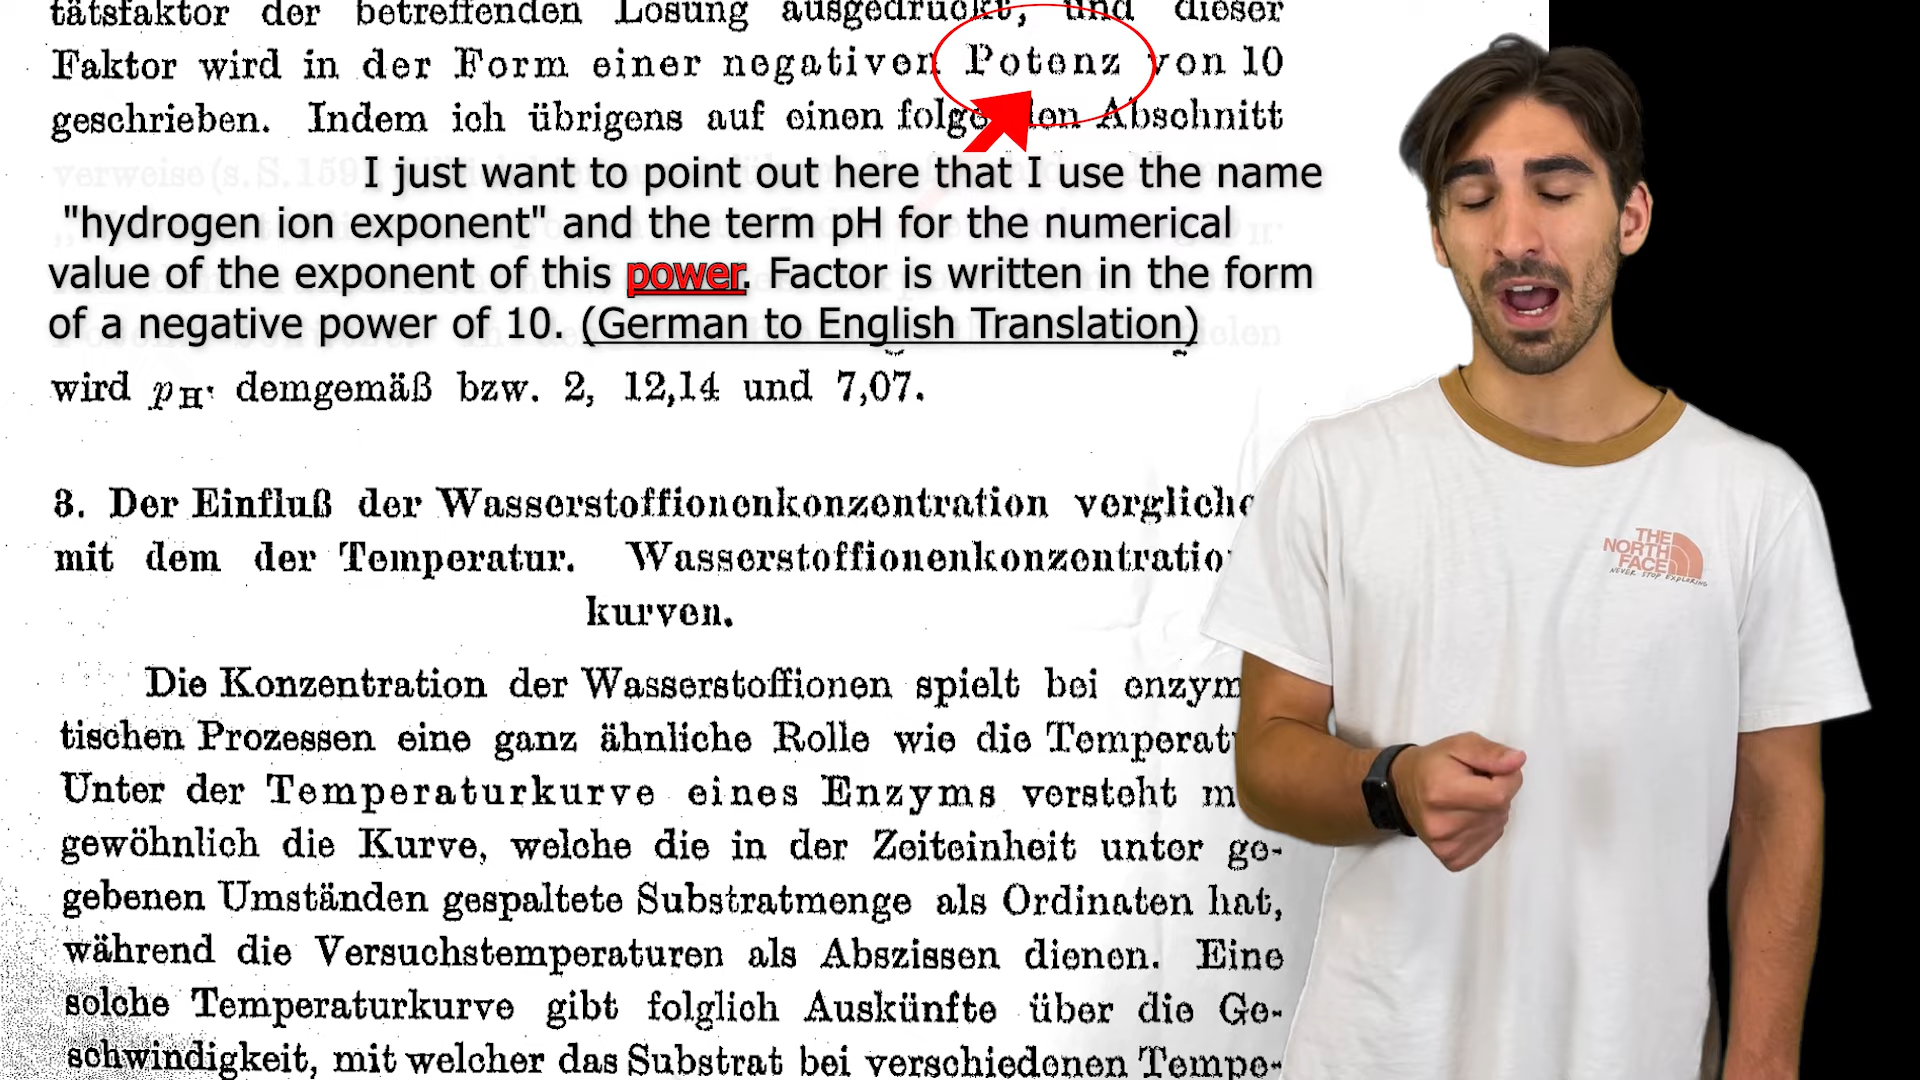 tätsfaktor der betreffenden Lösung ausgedrückt, und dieser
Faktor wird in der Form einer negativen Potenz von 10
geschrieben. Indem ich übrigens auf einen folgenden Abschnitt
verweise (s. S. 159
I just want to point out here that I use the name
"hydrogen ion exponent" and the term pH for the numerical
value of the exponent of this power. Factor is written in the form
of a negative power of 10. (German to English Translation)
wird pH· demgemäß bzw. 2, 12,14 und 7,07.
3. Der Einfluß der Wasserstoffionenkonzentration vergliche
mit dem der Temperatur. Wasserstoffionenkonzentratio
kurven.
Die Konzentration der Wasserstoffionen spielt bei enzym
tischen Prozessen eine ganz ähnliche Rolle wie die Temperat
Unter der Temperaturkurve eines Enzyms versteht m
gewöhnlich die Kurve, welche die in der Zeiteinheit unter ge-
gebenen Umständen gespaltete Substratmenge als Ordinaten hat,
während die Versuchstemperaturen als Abszissen dienen. Eine
solche Temperaturkurve gibt folglich Auskünfte über die Ge-
schwindigkeit, mit welcher das Substrat bei verschiedenen Tempe-
THE
NORTH
FACE
NEVER STOP EXPLORING